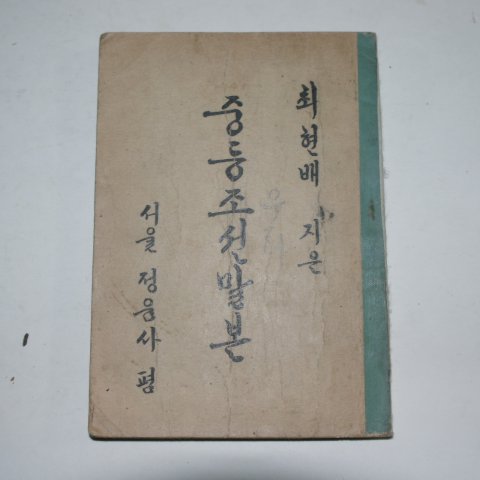 최현배 지은
중등조선말본
서울 정음사 펌